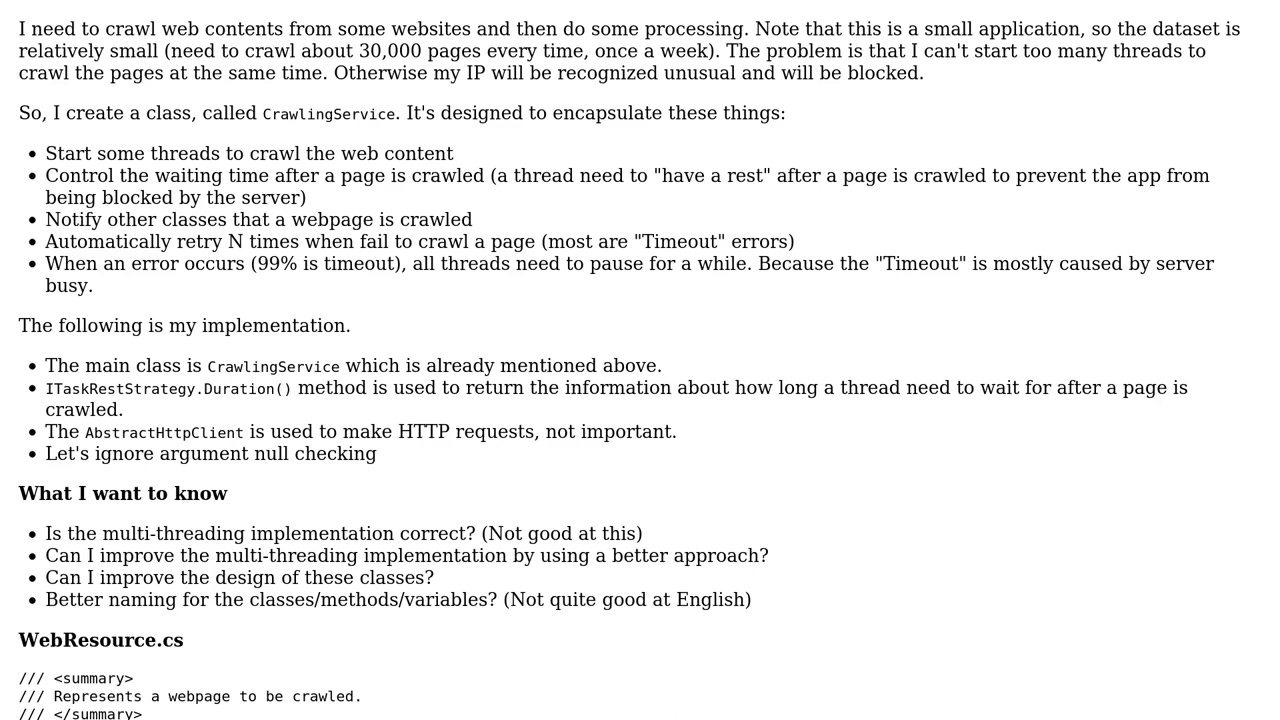 I need to crawl web contents from some websites and then do some processing. Note that this is a small application, so the dataset is
relatively small (need to crawl about 30,000 pages every time, once a week). The problem is that I can't start too many threads to
crawl the pages at the same time. Otherwise my IP will be recognized unusual and will be blocked.
So, I create a class, called CrawlingService. It's designed to encapsulate these things:
• Start some threads to crawl the web content
• Control the waiting time after a page is crawled (a thread need to "have a rest" after a page is crawled to prevent the app from
being blocked by the server)
• Notify other classes that a webpage is crawled
• Automatically retry N times when fail to crawl a page (most are "Timeout" errors)
• When an error occurs (99% is timeout), all threads need to pause for a while. Because the "Timeout" is mostly caused by server
busy.
The following is my implementation.
• The main class is CrawlingService which is already mentioned above.
• ITaskRestStrategy.Duration() method is used to return the information about how long a thread need to wait for after a page is
crawled.
• The AbstractHttpClient is used to make HTTP requests, not important.
• Let's ignore argument null checking
What I want to know
• Is the multi-threading implementation correct? (Not good at this)
• Can I improve the multi-threading implementation by using a better approach?
• Can I improve the design of these classes?
• Better naming for the classes/methods/variables? (Not quite good at English)
WebResource.cs
/// <summary>
/// Represents a webpage to be crawled.
/// </summary>